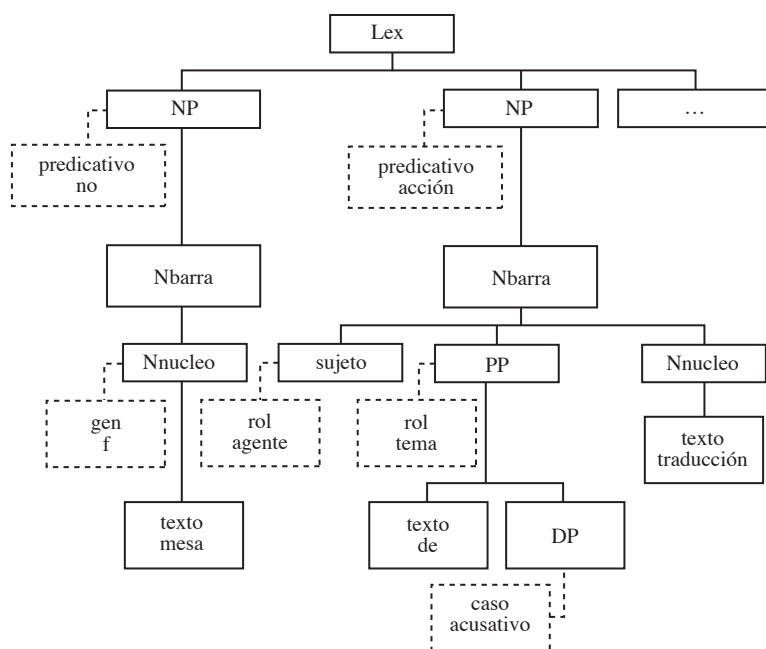 Lex
NP
NP
…
predicativo
no
predicativo
acción
Nbarra
Nbarra
Nnucleo
sujeto
PP
Nnucleo
gen
f
rol
agente
rol
tema
texto
traducción
texto
mesa
texto
de
DP
caso
acusativo